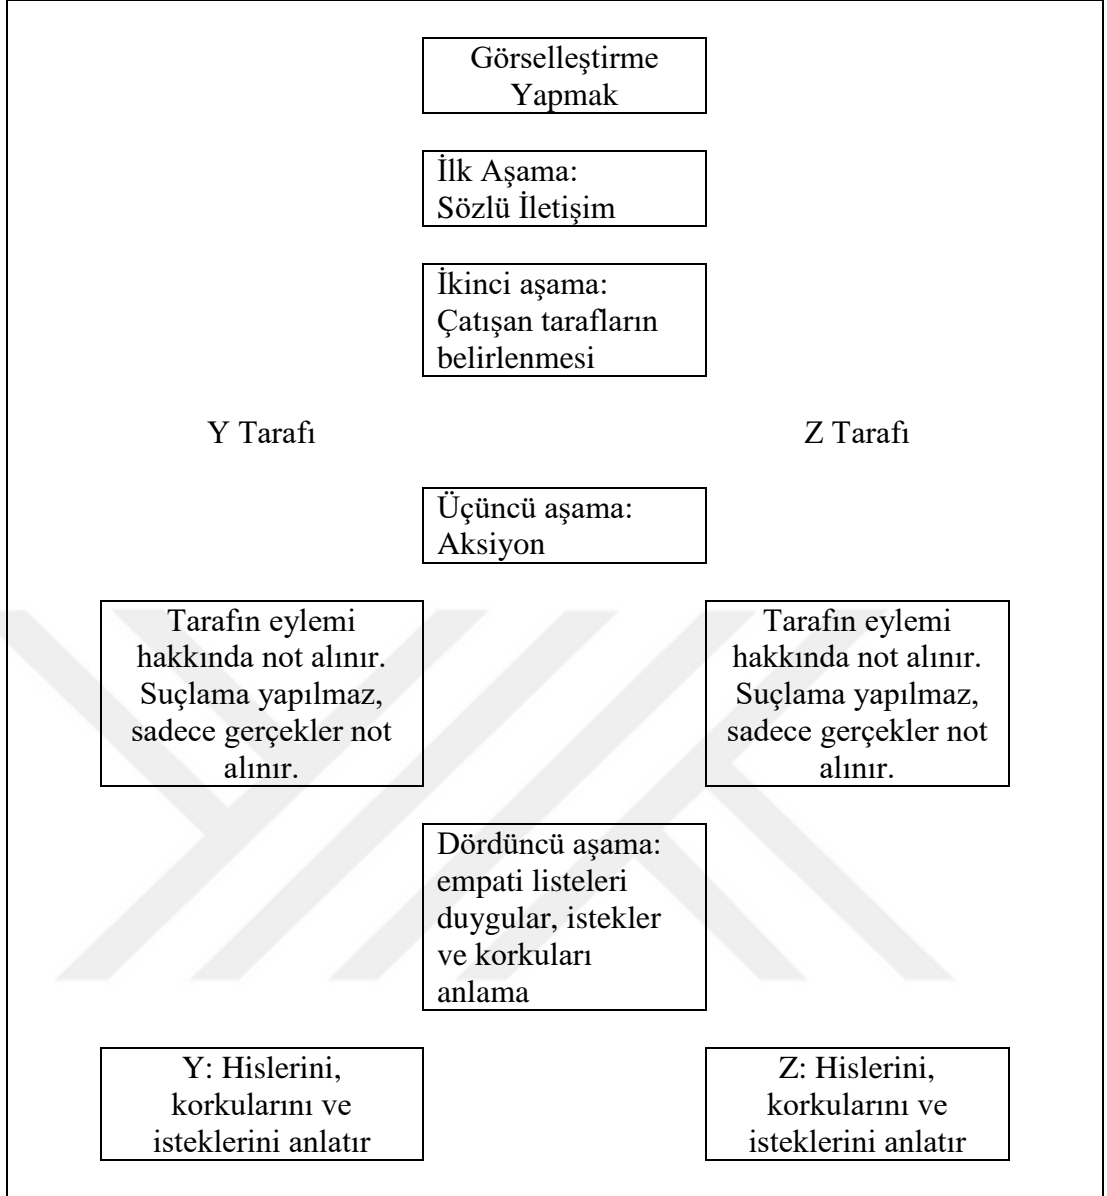 Görselleştirme
Yapmak
İlk Aşama:
Sözlü İletişim
İkinci aşama:
Çatışan tarafların
belirlenmesi
Y Tarafı
Z Tarafı
Üçüncü aşama:
Aksiyon
Tarafın eylemi
hakkında not alınır.
Suçlama yapılmaz,
sadece gerçekler not
alınır.
Tarafın eylemi
hakkında not alınır.
Suçlama yapılmaz,
sadece gerçekler not
alınır.
Dördüncü aşama:
empati listeleri
duygular, istekler
ve korkuları
anlama
Y: Hislerini,
korkularını ve
isteklerini anlatır
Z: Hislerini,
korkularını ve
isteklerini anlatır